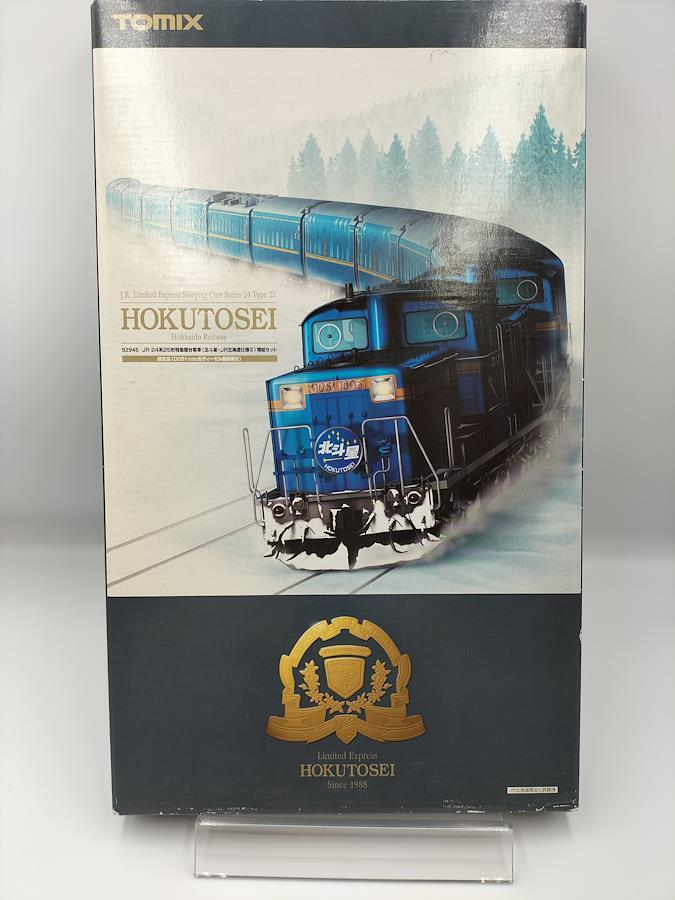 TOMIX
J.R. Limited Express Sleeping Cars Series 24 Type 25
HOKUTOSEI
Hokkaido Railway
92945 JR 24系25形特急寝台客車(北斗星・JR北海道仕様Ⅱ)増結セット
限定品(DD51 1000形ディーゼル機関車付)
DD51 1095
北斗星
HOKUTOSEI
Limited Express
HOKUTOSEI
Since 1988
JR北海道商品化許諾済